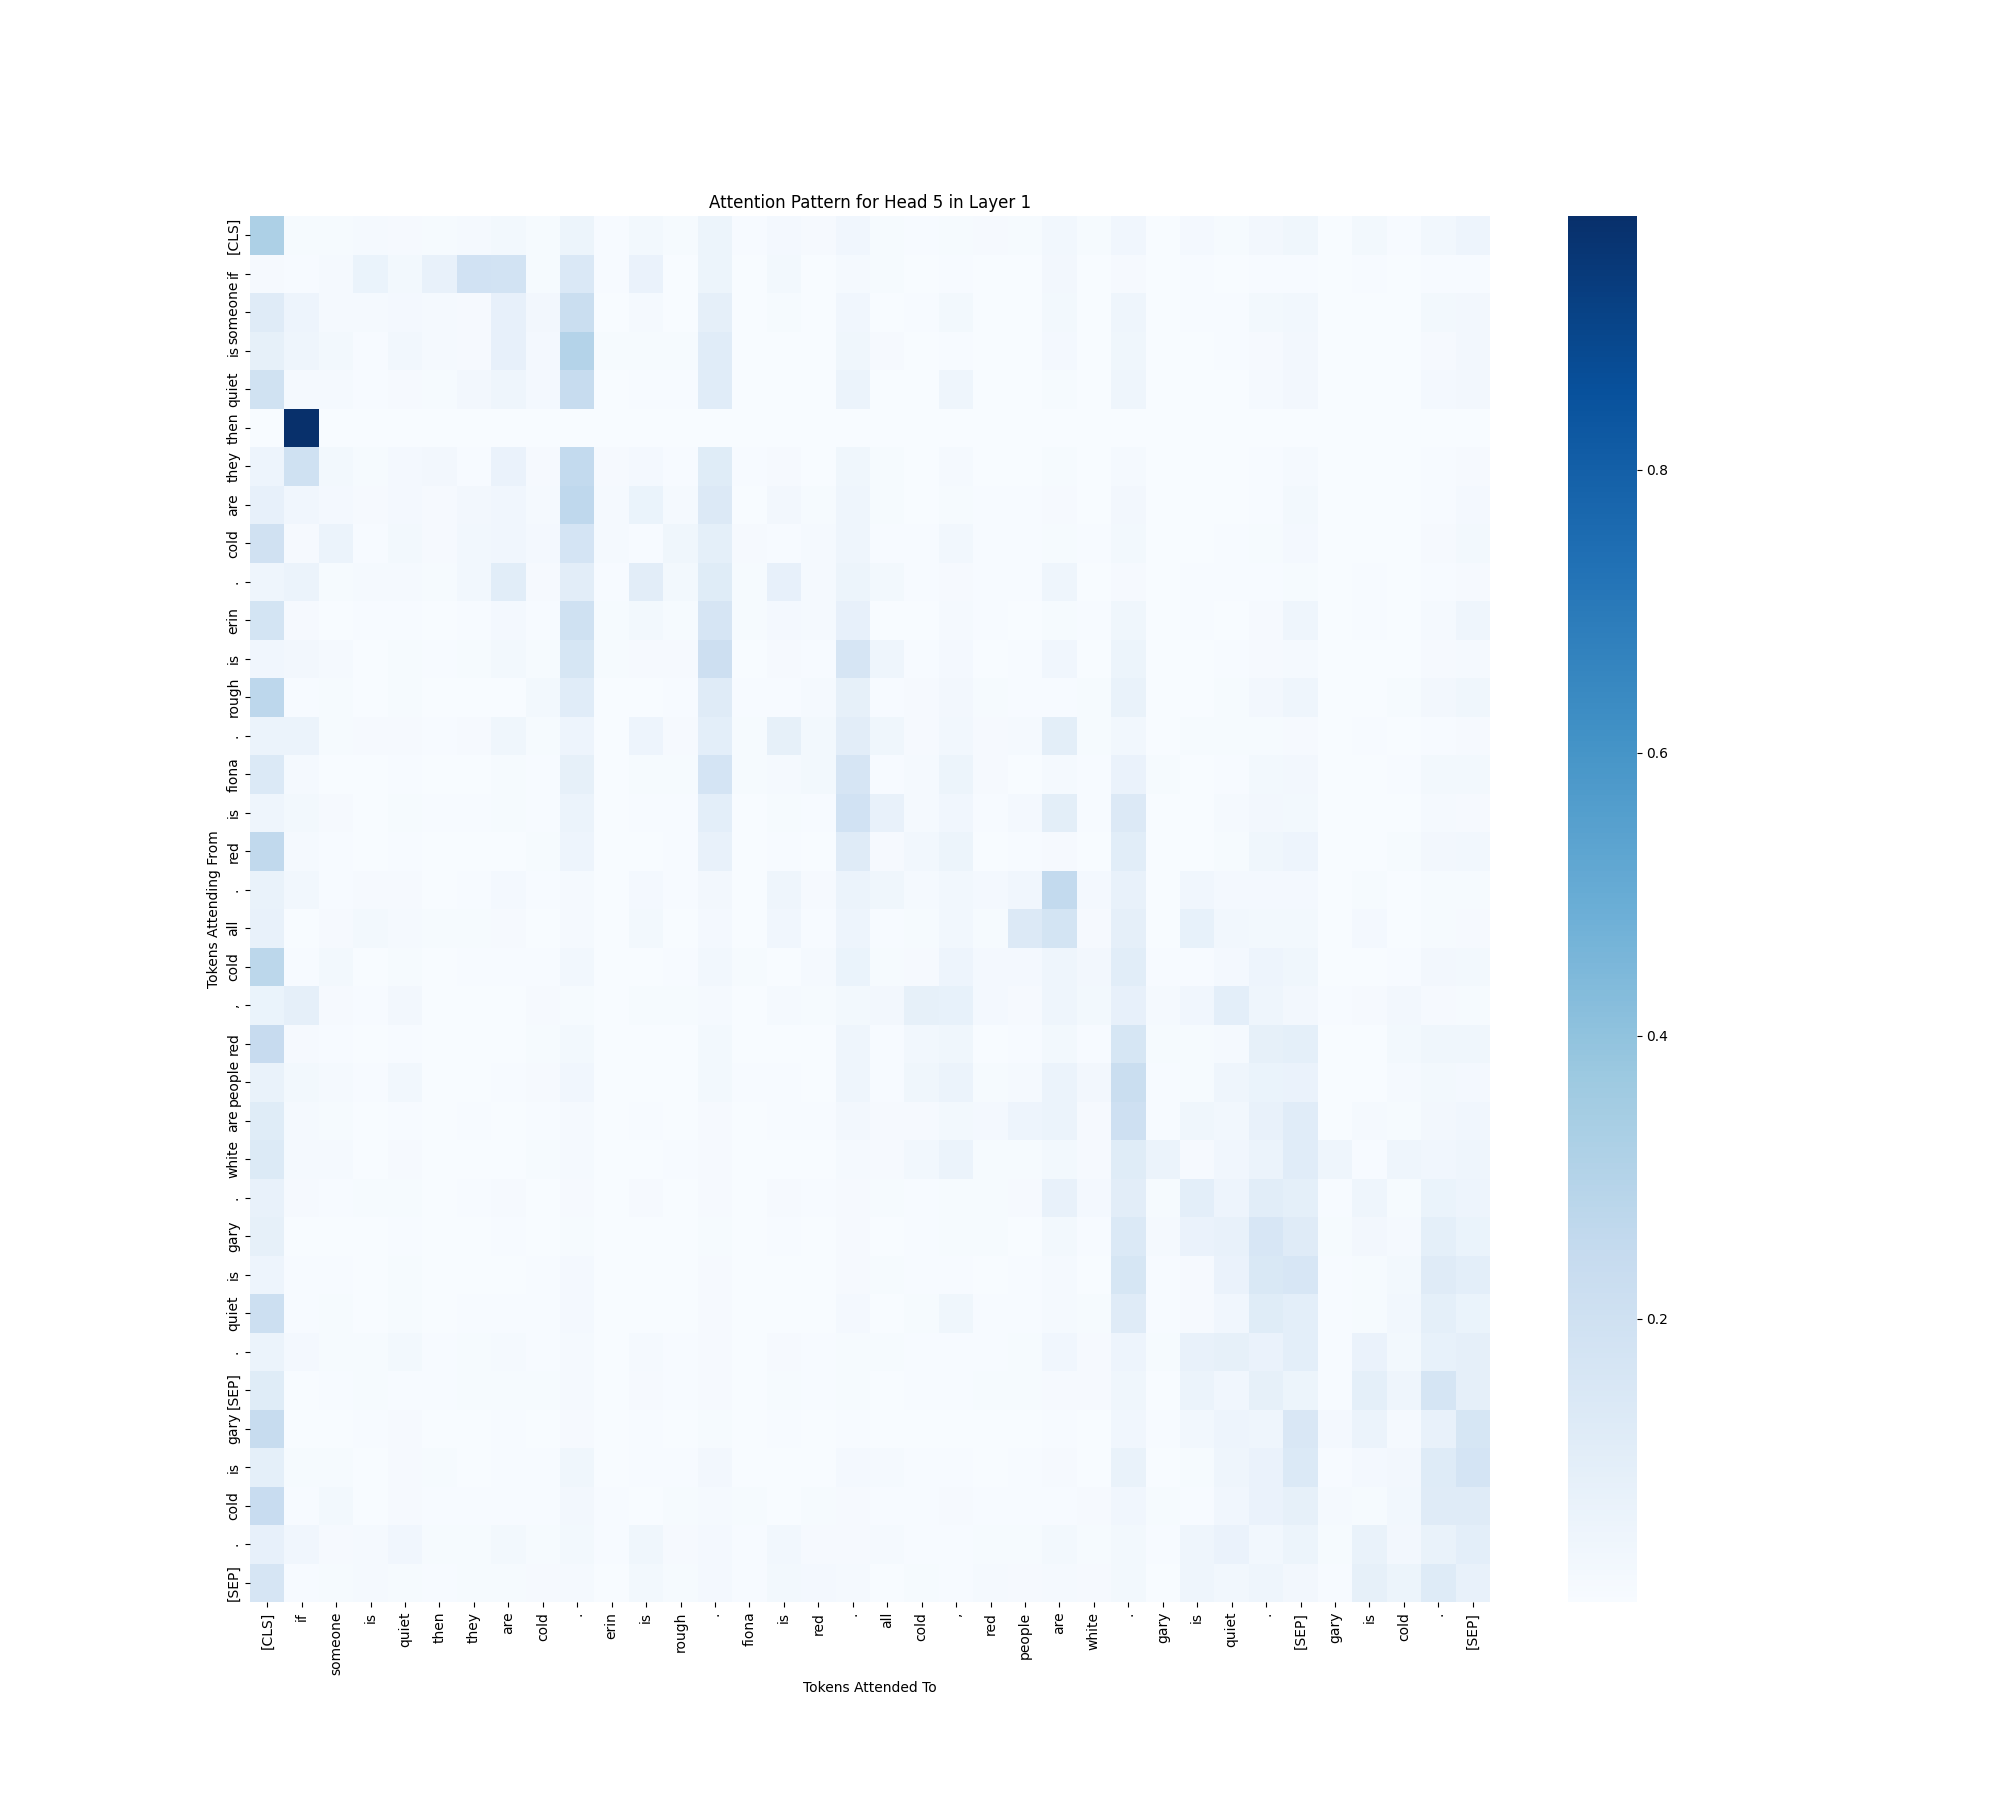 Attention Pattern for Head 5 in Layer 1
Tokens Attending From
[CLS]
if
someone
is
quiet
then
they
are
cold
.
erin
is
rough
.
fiona
is
red
.
all
cold
,
red
people
are
white
.
gary
is
quiet
.
[SEP]
gary
is
cold
.
[SEP]
0.8
0.6
0.4
0.2
[CLS] if someone is quiet then they are cold . erin is rough . fiona is red . all cold , red people are white . gary is quiet . [SEP] gary is cold . [SEP]
Tokens Attended To